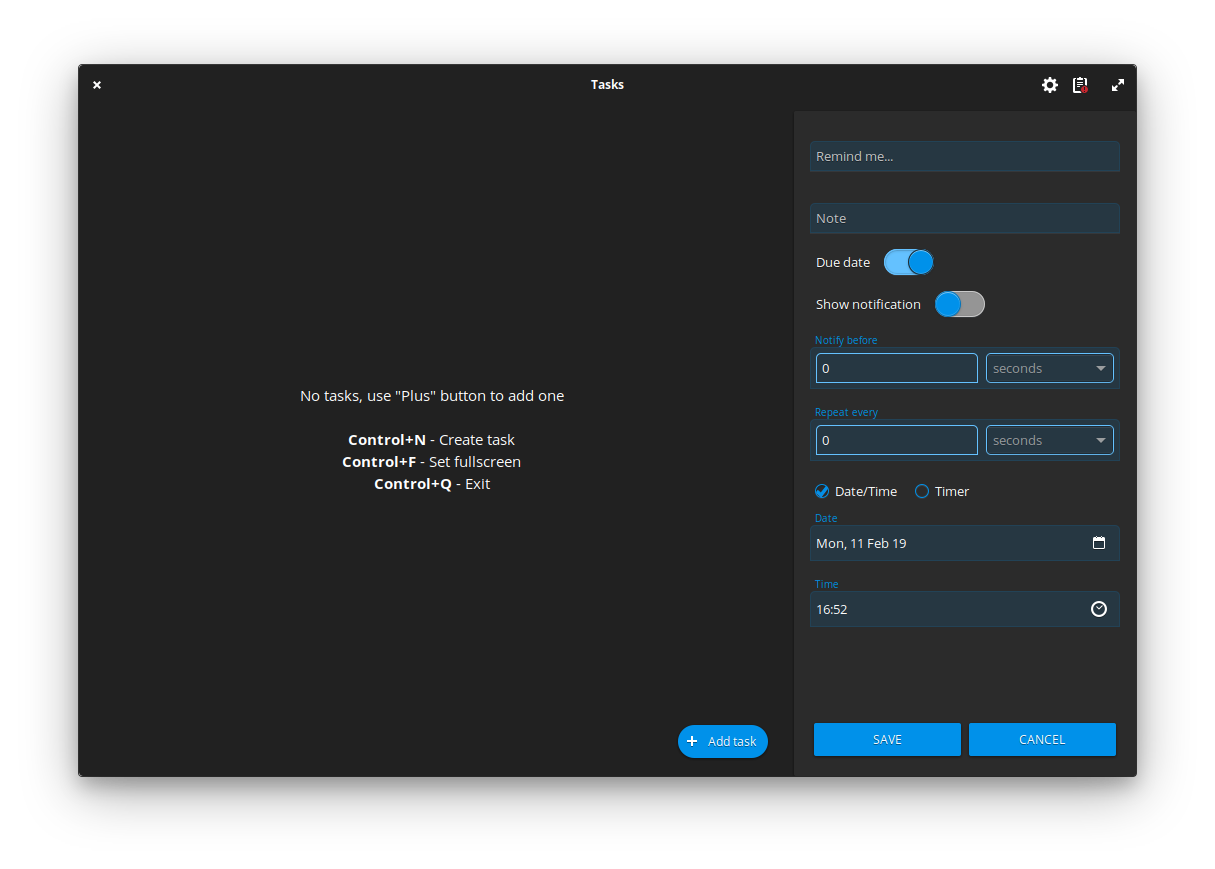 Tasks
No tasks, use "Plus" button to add one
Control+N - Create task
Control+F - Set fullscreen
Control+Q - Exit
Add task
Remind me...
Note
Due date
Show notification
Notify before
0 seconds
Repeat every
0 seconds
Date/Time Timer
Date
Mon, 11 Feb 19
Time
16:52
SAVE CANCEL